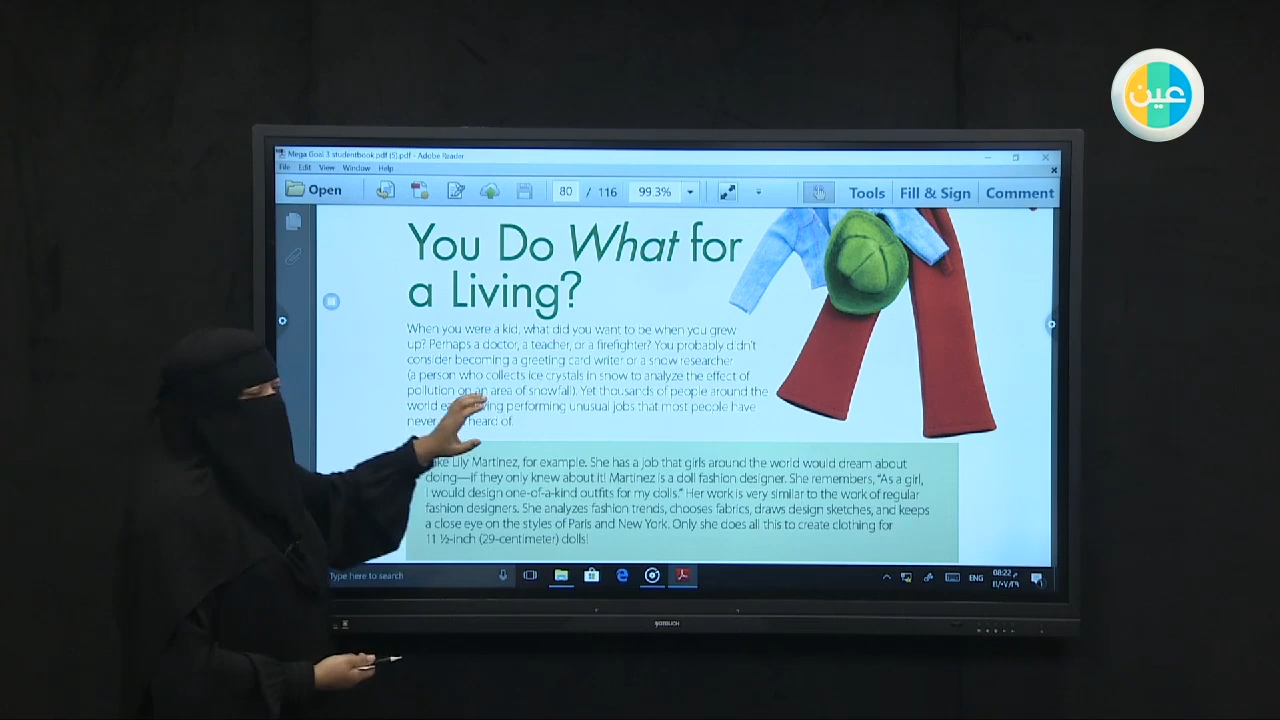 عين
Mega Goal 3 studentbook.pdf (5).pdf - Adobe Reader
File Edit View Window Help
Open 80 / 116 99.3% Tools Fill & Sign Comment
You Do What for
a Living?
When you were a kid, what did you want to be when you grew
up? Perhaps a doctor, a teacher, or a firefighter? You probably didn't
consider becoming a greeting card writer or a snow researcher
(a person who collects ice crystals in snow to analyze the effect of
pollution on an area of snowfall). Yet thousands of people around the
world performing unusual jobs that most people have
never heard of.
Lily Martinez, for example. She has a job that girls around the world would dream about
doing—if they only knew about it! Martinez is a doll fashion designer. She remembers, "As a girl,
I would design one-of-a-kind outfits for my dolls." Her work is very similar to the work of regular
fashion designers. She analyzes fashion trends, chooses fabrics, draws design sketches, and keeps
a close eye on the styles of Paris and New York. Only she does all this to create clothing for
11 ½-inch (29-centimeter) dolls!
Type here to search
ENG
08:22